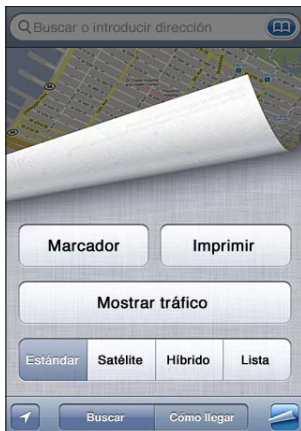 Buscar o introducir dirección
Marcador
Imprimir
Mostrar tráfico
Estándar
Satélite
Híbrido
Lista
Buscar
Cómo llegar